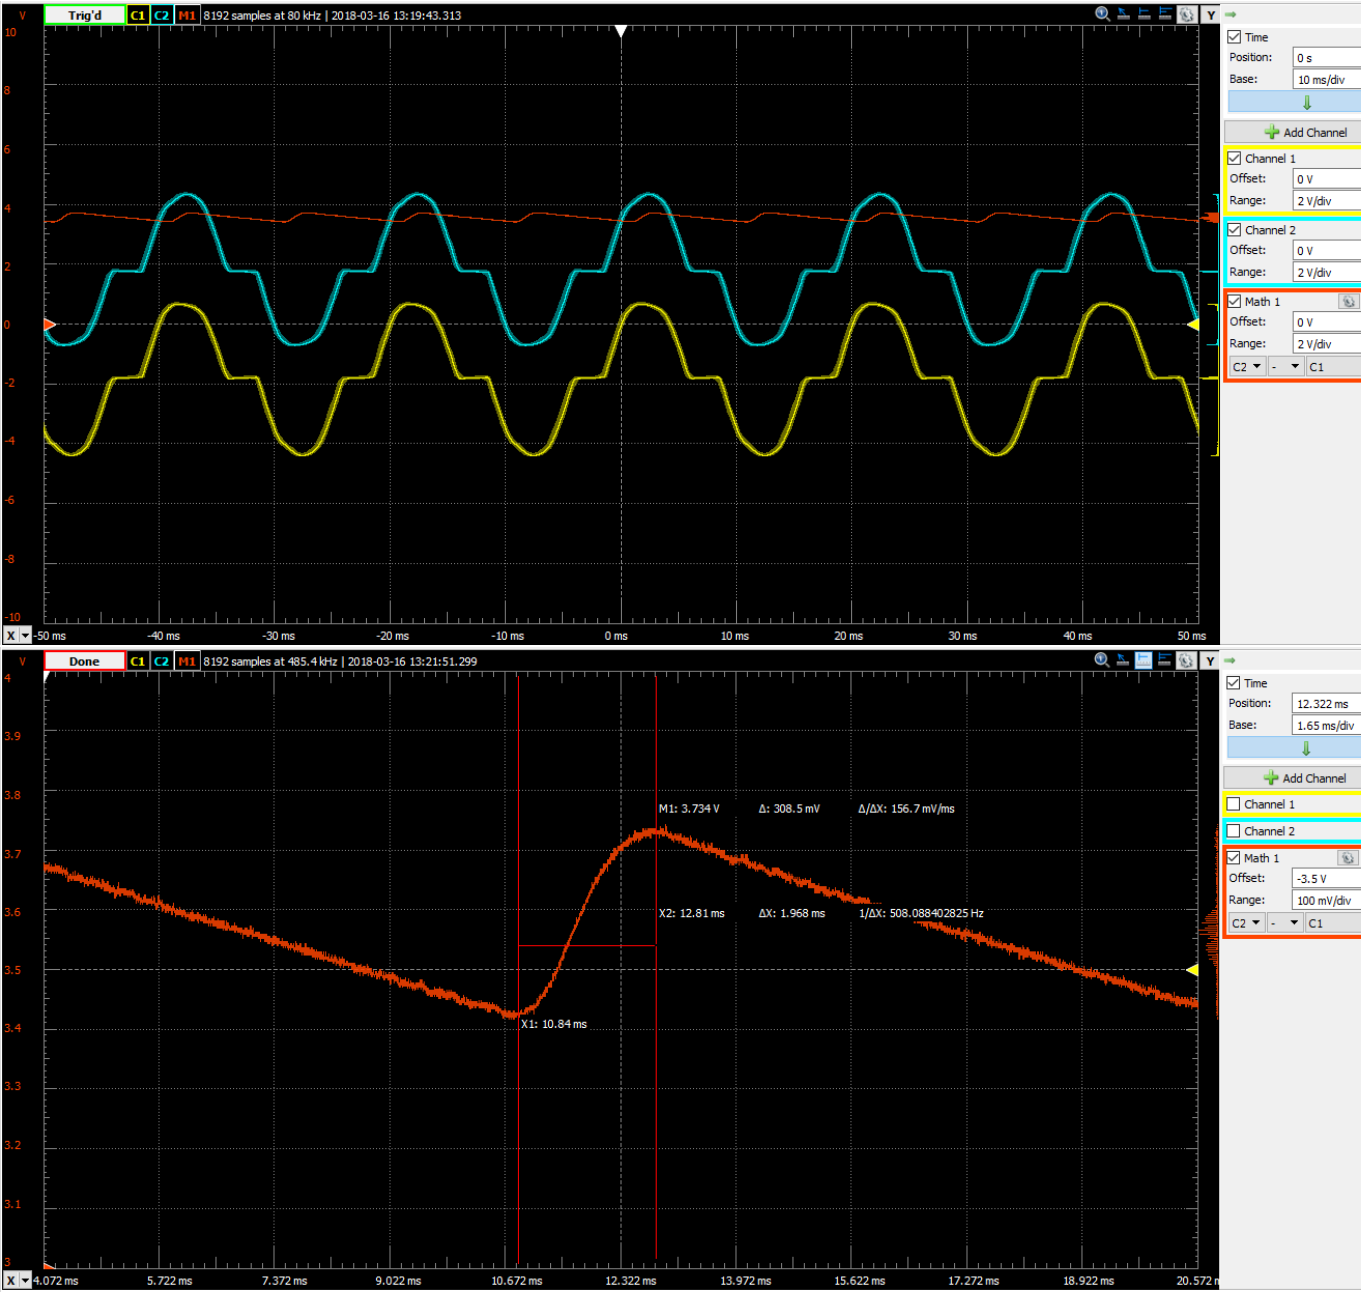 V Trig'd C1 C2 M1 8192 samples at 80 kHz | 2018-03-16 13:19:43.313 Y
10
8
6
4
2
0
-2
-4
-6
-8
-10
X -50 ms -40 ms -30 ms -20 ms -10 ms 0 ms 10 ms 20 ms 30 ms 40 ms 50 ms
Time
Position: 0 s
Base: 10 ms/div
Add Channel
Channel 1
Offset: 0 V
Range: 2 V/div
Channel 2
Offset: 0 V
Range: 2 V/div
Math 1
Offset: 0 V
Range: 2 V/div
C2 - C1
V Done C1 C2 M1 8192 samples at 485.4 kHz | 2018-03-16 13:21:51.299 Y
4
3.9
3.8
3.7
3.6
3.5
3.4
3.3
3.2
3.1
3
M1: 3.734 V Δ: 308.5 mV Δ/ΔX: 156.7 mV/ms
X2: 12.81 ms ΔX: 1.968 ms 1/ΔX: 508.088402825 Hz
X1: 10.84 ms
X 4.072 ms 5.722 ms 7.372 ms 9.022 ms 10.672 ms 12.322 ms 13.972 ms 15.622 ms 17.272 ms 18.922 ms 20.572 
Time
Position: 12.322 ms
Base: 1.65 ms/div
Add Channel
Channel 1
Channel 2
Math 1
Offset: -3.5 V
Range: 100 mV/div
C2 - C1